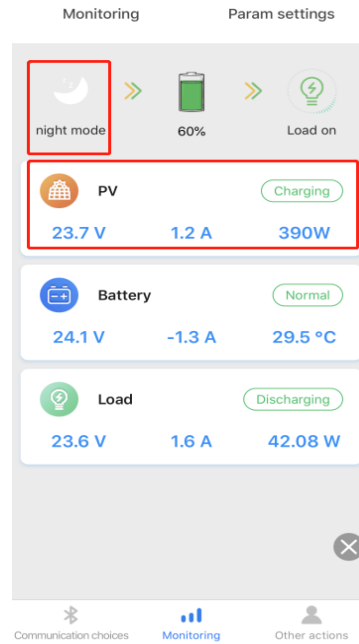 Monitoring Param settings
night mode 60% Load on
PV Charging
23.7 V 1.2 A 390W
Battery Normal
24.1 V -1.3 A 29.5 °C
Load Discharging
23.6 V 1.6 A 42.08 W
Communication choices Monitoring Other actions